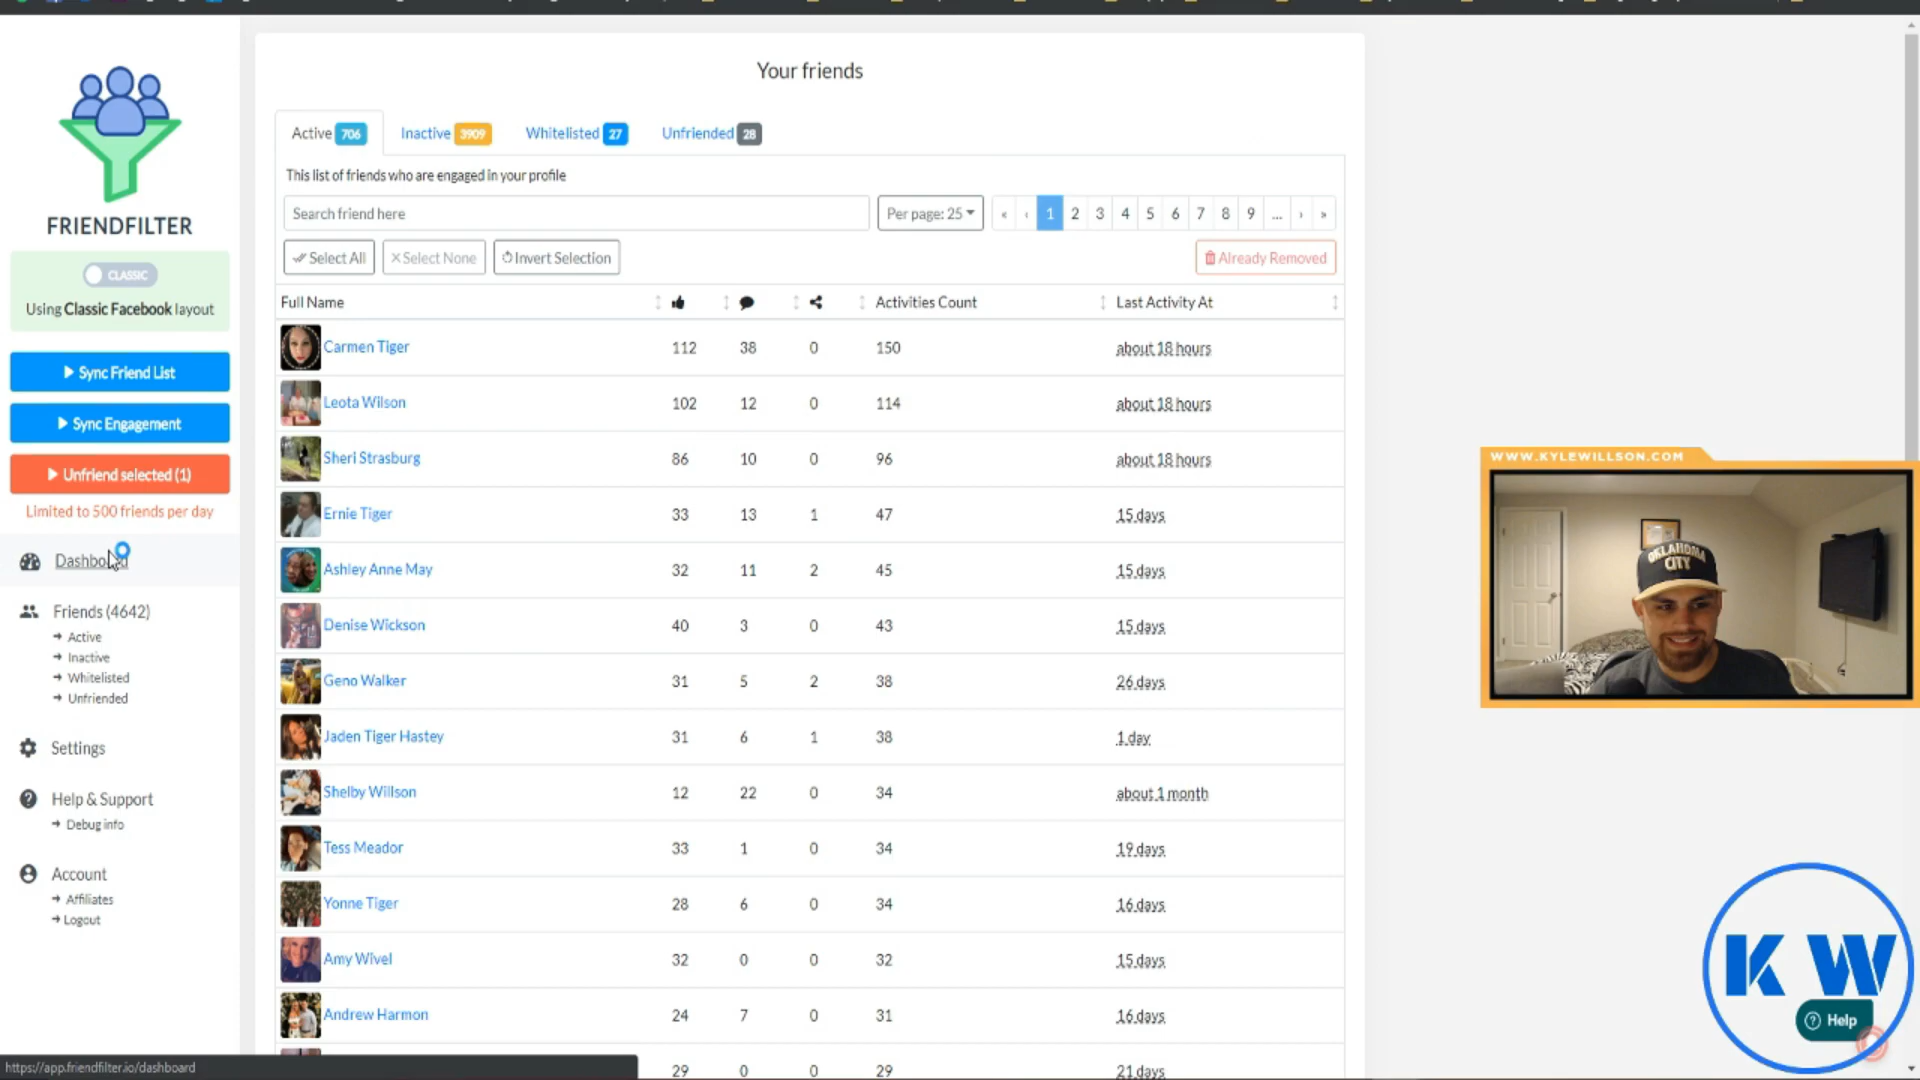 Your friends
FRIENDFILTER
CLASSIC
Using Classic Facebook layout
Sync Friend List
Sync Engagement
Unfriend selected (1)
Limited to 500 friends per day
Dashboard
Friends (4642)
Active
Inactive
Whitelisted
Unfriended
Settings
Help & Support
Debug info
Account
Affiliates
Logout
Active 706 Inactive 3909 Whitelisted 27 Unfriended 28
This list of friends who are engaged in your profile
Search friend here Per page: 25 « ‹ 1 2 3 4 5 6 7 8 9 ... › »
Select All Select None Invert Selection Already Removed
Full Name Activities Count Last Activity At
Carmen Tiger 112 38 0 150 about 18 hours
Leota Wilson 102 12 0 114 about 18 hours
Sheri Strasburg 86 10 0 96 about 18 hours
Ernie Tiger 33 13 1 47 15 days
Ashley Anne May 32 11 2 45 15 days
Denise Wickson 40 3 0 43 15 days
Geno Walker 31 5 2 38 26 days
Jaden Tiger Hastey 31 6 1 38 1 day
Shelby Willson 12 22 0 34 about 1 month
Tess Meador 33 1 0 34 19 days
Yonne Tiger 28 6 0 34 16 days
Amy Wivel 32 0 0 32 15 days
Andrew Harmon 24 7 0 31 16 days
29 0 0 29 21 days
WWW.KYLEWILLSON.COM
OKLAHOMA
CITY
K W
Help
https://app.friendfilter.io/dashboard